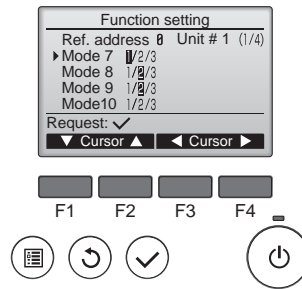 Function setting
Ref. address 0 Unit # 1 (1/4)
Mode 7 1/2/3
Mode 8 1/2/3
Mode 9 1/2/3
Mode10 1/2/3
Request: ✓
▼ Cursor ▲ ◀ Cursor ▶
F1 F2 F3 F4